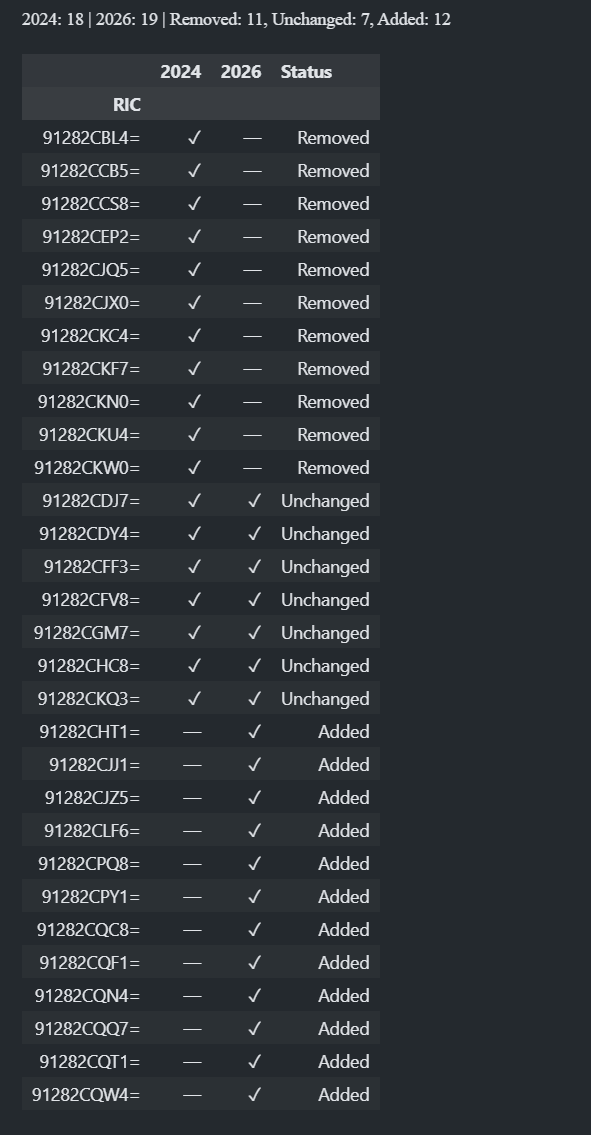 2024: 18 | 2026: 19 | Removed: 11, Unchanged: 7, Added: 12
2024 2026 Status
RIC
91282CBL4= ✓ — Removed
91282CCB5= ✓ — Removed
91282CCS8= ✓ — Removed
91282CEP2= ✓ — Removed
91282CJQ5= ✓ — Removed
91282CJX0= ✓ — Removed
91282CKC4= ✓ — Removed
91282CKF7= ✓ — Removed
91282CKN0= ✓ — Removed
91282CKU4= ✓ — Removed
91282CKW0= ✓ — Removed
91282CDJ7= ✓ ✓ Unchanged
91282CDY4= ✓ ✓ Unchanged
91282CFF3= ✓ ✓ Unchanged
91282CFV8= ✓ ✓ Unchanged
91282CGM7= ✓ ✓ Unchanged
91282CHC8= ✓ ✓ Unchanged
91282CKQ3= ✓ ✓ Unchanged
91282CHT1= — ✓ Added
91282CJJ1= — ✓ Added
91282CJZ5= — ✓ Added
91282CLF6= — ✓ Added
91282CPQ8= — ✓ Added
91282CPY1= — ✓ Added
91282CQC8= — ✓ Added
91282CQF1= — ✓ Added
91282CQN4= — ✓ Added
91282CQQ7= — ✓ Added
91282CQT1= — ✓ Added
91282CQW4= — ✓ Added